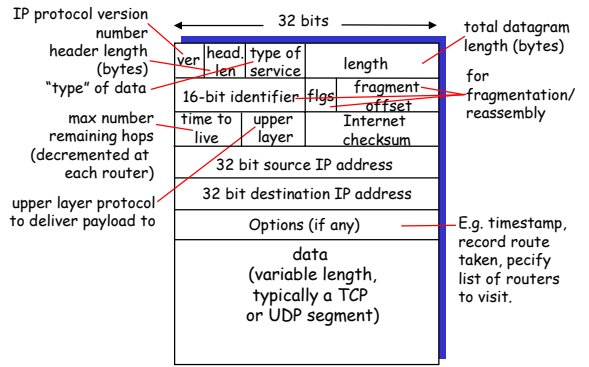 32 bits
IP protocol version
number
header length
(bytes)
“type” of data
max number
remaining hops
(decremented at
each router)
upper layer protocol
to deliver payload to
ver
head.
len
type of
service
length
16-bit identifier
flgs
fragment
offset
time to
live
upper
layer
Internet
checksum
32 bit source IP address
32 bit destination IP address
Options (if any)
data
(variable length,
typically a TCP
or UDP segment)
total datagram
length (bytes)
for
fragmentation/
reassembly
E.g. timestamp,
record route
taken, pecify
list of routers
to visit.